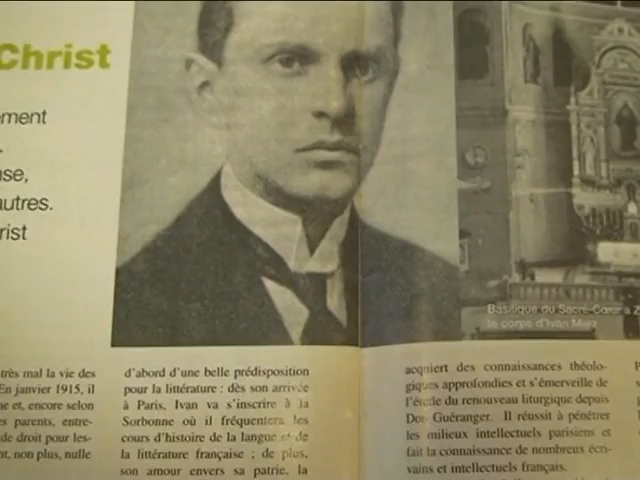 Christ
ement
.
nse,
autres.
rist
Basilique du Sacré-Cœur à Z
le corps d'Ivan Merz
très mal la vie des
En janvier 1915, il
ne et, encore selon
es parents, entre-
de droit pour les-
nt, non plus, nulle
d'abord d'une belle prédisposition
pour la littérature : dès son arrivée
à Paris, Ivan va s'inscrire à la
Sorbonne où il fréquentera les
cours d'histoire de la langue et de
la littérature française ; de plus,
son amour envers sa patrie, la
acquiert des connaissances théolo-
giques approfondies et s'émerveille de
l'étude du renouveau liturgique depuis
Dom Guéranger. Il réussit à pénétrer
les milieux intellectuels parisiens et
fait la connaissance de nombreux écri-
vains et intellectuels français.